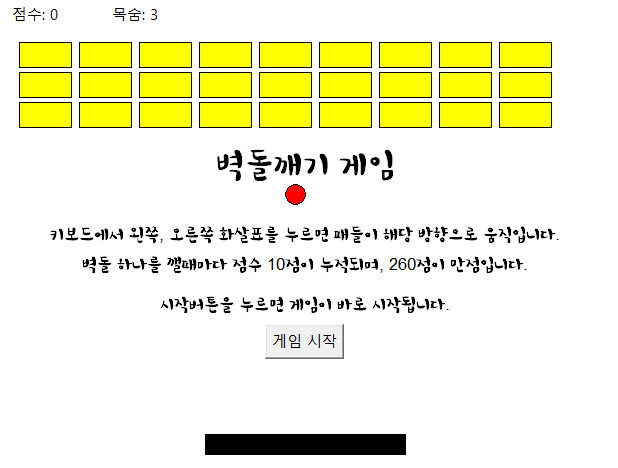 점수: 0 목숨: 3
벽돌깨기 게임
키보드에서 왼쪽, 오른쪽 화살표를 누르면 패들이 해당 방향으로 움직입니다.
벽돌 하나를 깰때마다 점수 10점이 누적되며, 260점이 만점입니다.
시작버튼을 누르면 게임이 바로 시작됩니다.
게임 시작